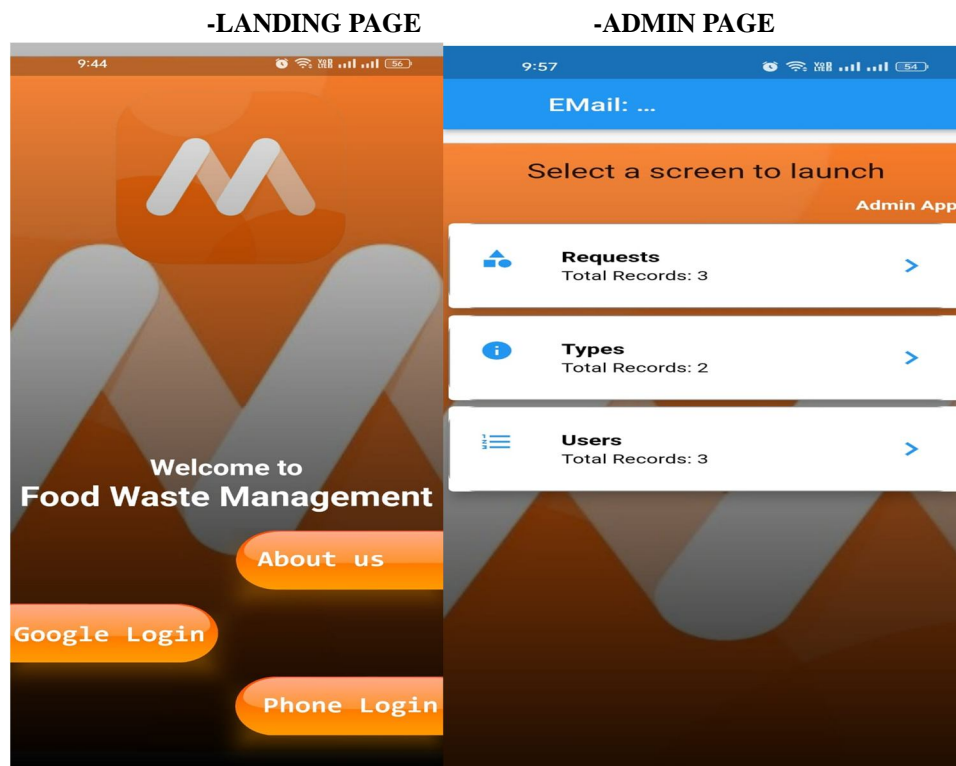 -LANDING PAGE
-ADMIN PAGE
9:44
56
Welcome to
Food Waste Management
About us
Google Login
Phone Login
9:57
54
EMail: ...
Select a screen to launch
Admin App
Requests
Total Records: 3
Types
Total Records: 2
Users
Total Records: 3